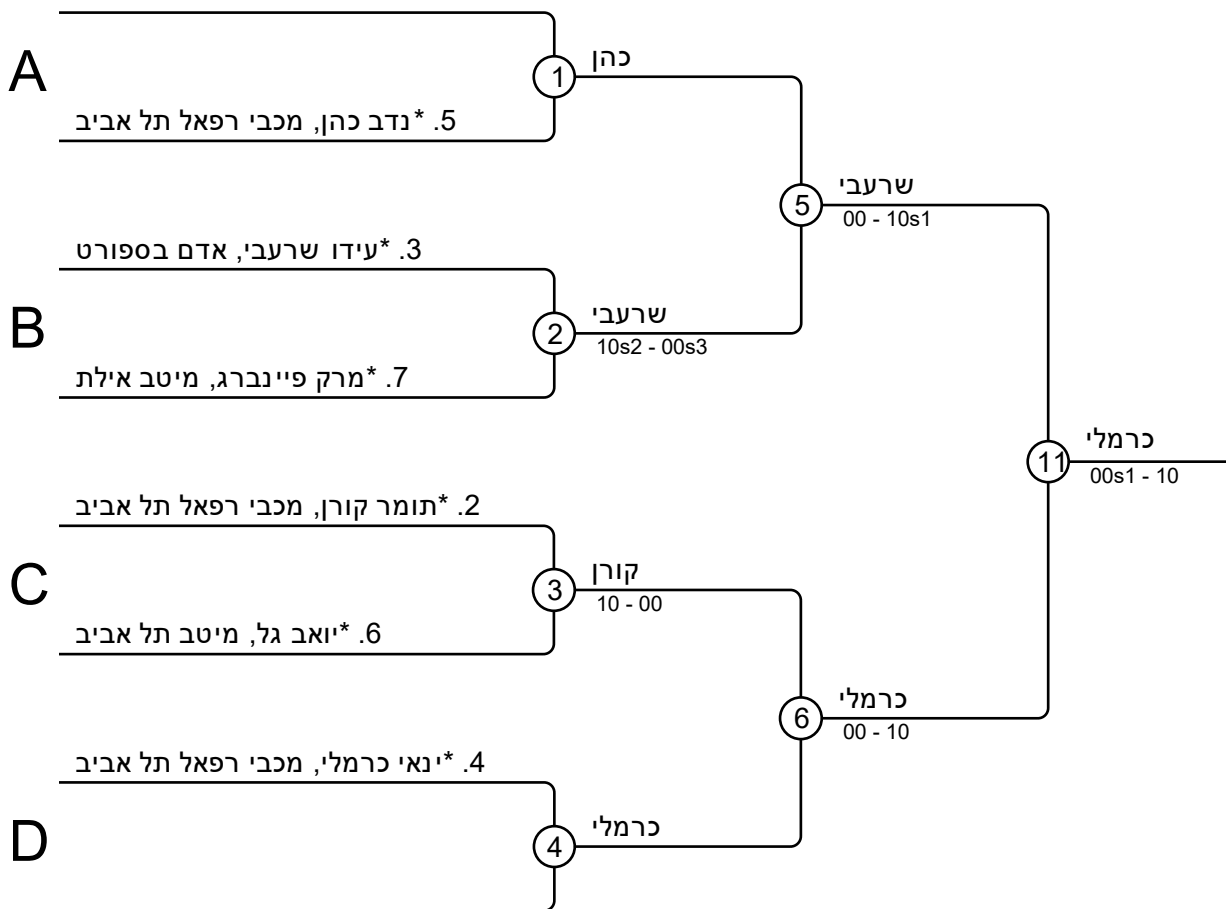 A
1
כהן
5. *נדב כהן, מכבי רפאל תל אביב
5
שרעבי
00 - 10s1
3. *עידו שרעבי, אדם בספורט
B
2
שרעבי
10s2 - 00s3
7. *מרק פיינברג, מיטב אילת
11
כרמלי
00s1 - 10
2. *תומר קורן, מכבי רפאל תל אביב
C
3
קורן
10 - 00
6. *יואב גל, מיטב תל אביב
6
כרמלי
00 - 10
4. *ינאי כרמלי, מכבי רפאל תל אביב
D
4
כרמלי